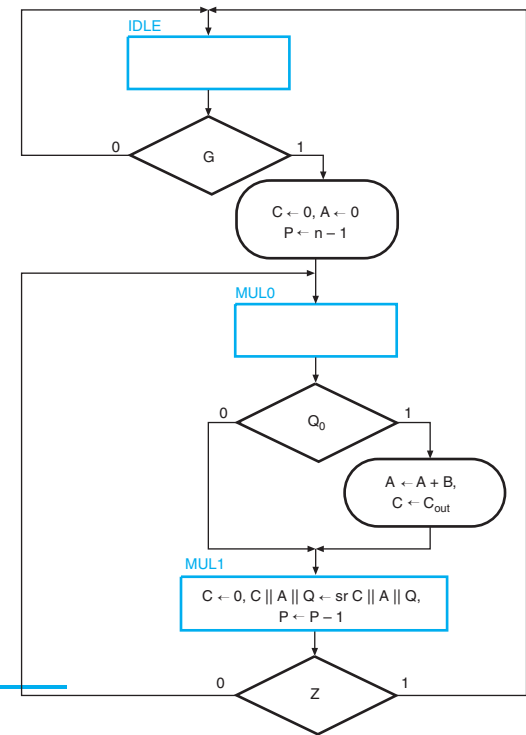 IDLE
0
G
1
C ← 0, A ← 0
P ← n – 1
MUL0
0
Q₀
1
A ← A + B,
C ← Cout
MUL1
C ← 0, C || A || Q ← sr C || A || Q,
P ← P – 1
0
Z
1